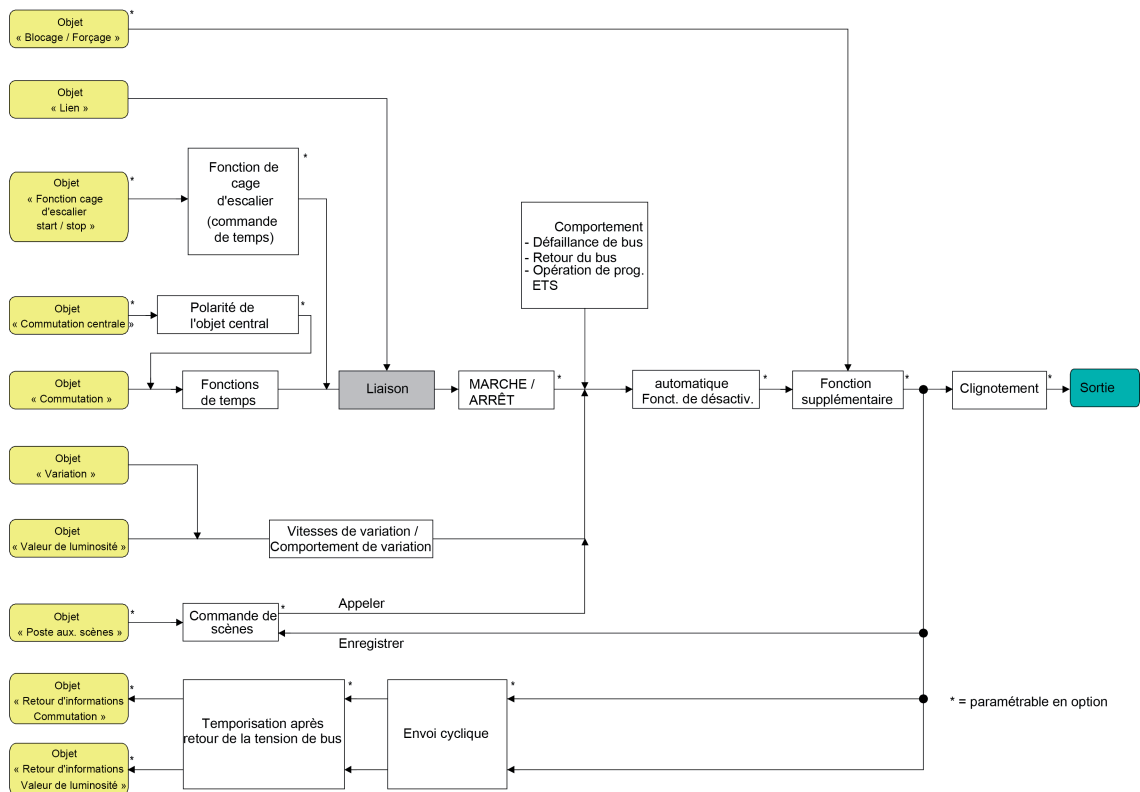 Objet
« Blocage / Forçage »
*
Objet
« Lien »
Objet
« Fonction cage
d'escalier
start / stop »
*
Fonction de
cage
d'escalier
(commande
de temps)
*
Comportement
- Défaillance de bus
- Retour du bus
- Opération de prog.
ETS
Objet
« Commutation centrale »
*
Polarité de
l'objet central
*
Objet
« Commutation »
Fonctions
de temps
Liaison
MARCHE /
ARRÊT
*
automatique
Fonct. de désactiv.
*
Fonction
supplémentaire
*
Clignotement
*
Sortie
Objet
« Variation »
Objet
« Valeur de luminosité »
Vitesses de variation /
Comportement de variation
Objet
« Poste aux. scènes »
*
Commande de
scènes
*
Appeler
Enregistrer
Objet
« Retour d'informations
Commutation »
*
Temporisation après
retour de la tension de bus
*
Envoi cyclique
*
* = paramétrable en option
Objet
« Retour d'informations
Valeur de luminosité »
*